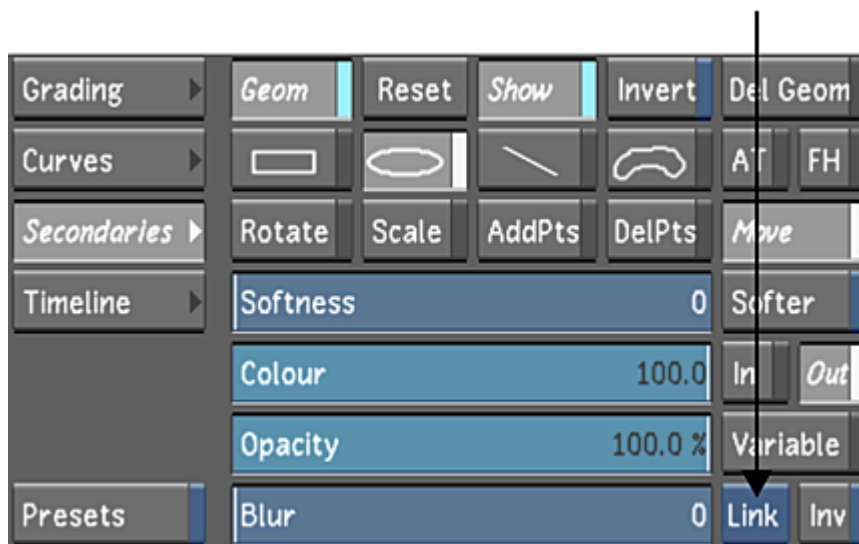 Grading Geom Reset Show Invert Del Geom
Curves AT FH
Secondaries Rotate Scale AddPts DelPts Move
Timeline Softness 0 Softer
Colour 100.0 In Out
Opacity 100.0 % Variable
Presets Blur 0 Link Inv